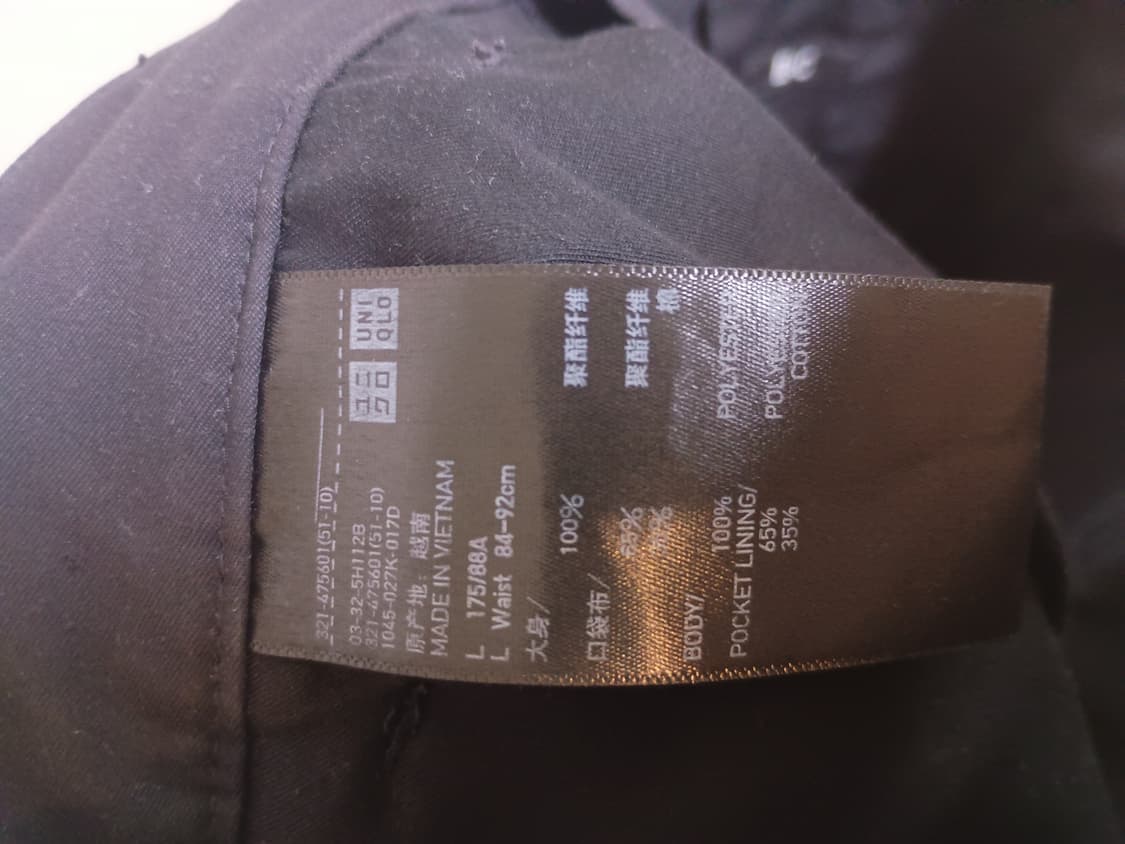 321-475601(51-10)
ユニ
クロ
UNI
QLO
03-32-5H112B
321-475601(51-10)
1045-027K-017D
原产地: 越南
MADE IN VIETNAM
L 175/88A
L Waist 84-92cm
大身/
100% 聚酯纤维
口袋布/
65% 聚酯纤维
35% 棉
BODY/
100% POLYESTER
POCKET LINING/
65% POLYESTER
35% COTTON